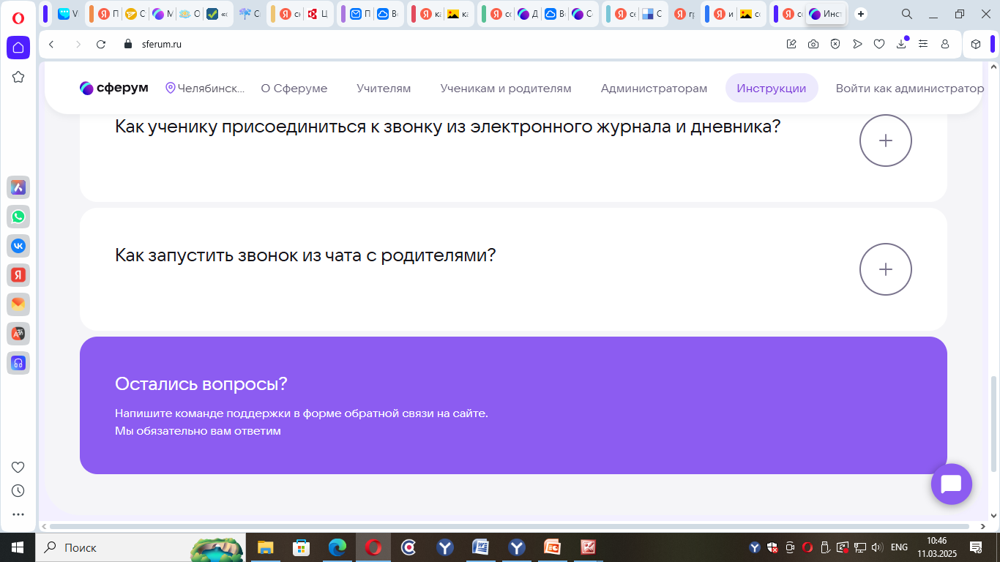 sferum.ru
сферум
Челябинск...
О Сферуме
Учителям
Ученикам и родителям
Администраторам
Инструкции
Войти как администратор
Как ученику присоединиться к звонку из электронного журнала и дневника?
Как запустить звонок из чата с родителями?
Остались вопросы?
Напишите команде поддержки в форме обратной связи на сайте.
Мы обязательно вам ответим
Поиск
ENG
10:46
11.03.2025